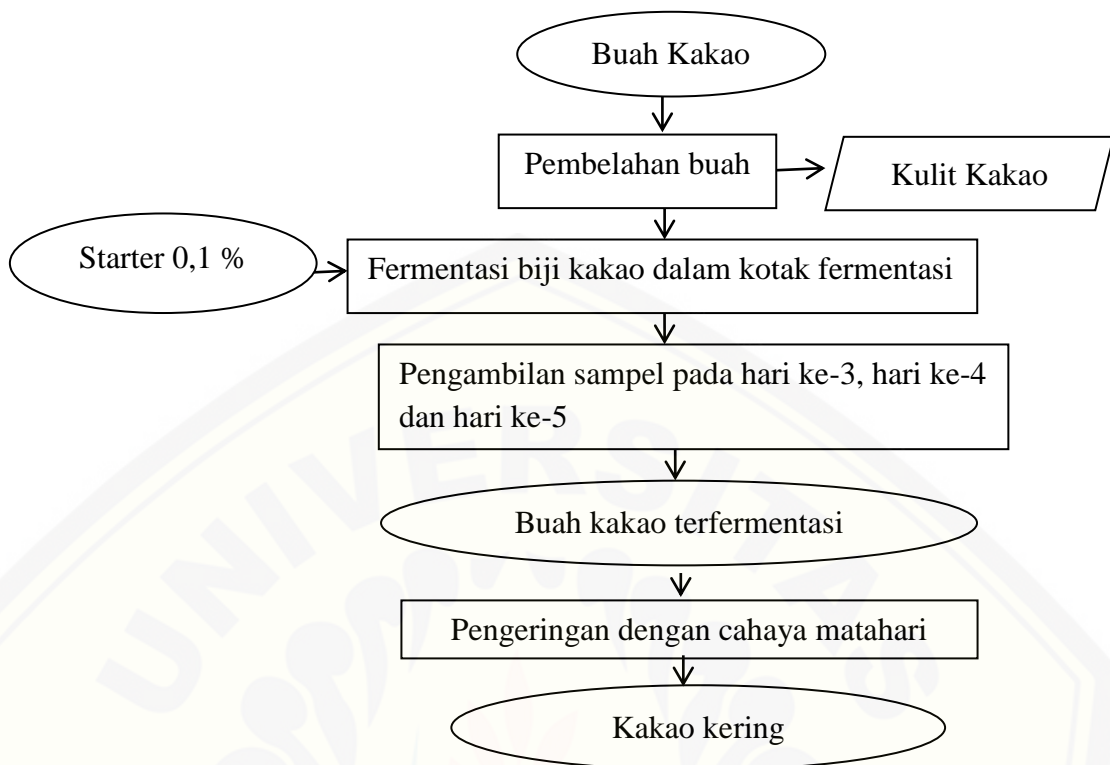 Buah Kakao
Pembelahan buah
Kulit Kakao
Starter 0,1 %
Fermentasi biji kakao dalam kotak fermentasi
Pengambilan sampel pada hari ke-3, hari ke-4
dan hari ke-5
Buah kakao terfermentasi
Pengeringan dengan cahaya matahari
Kakao kering
UNIVERSITAS